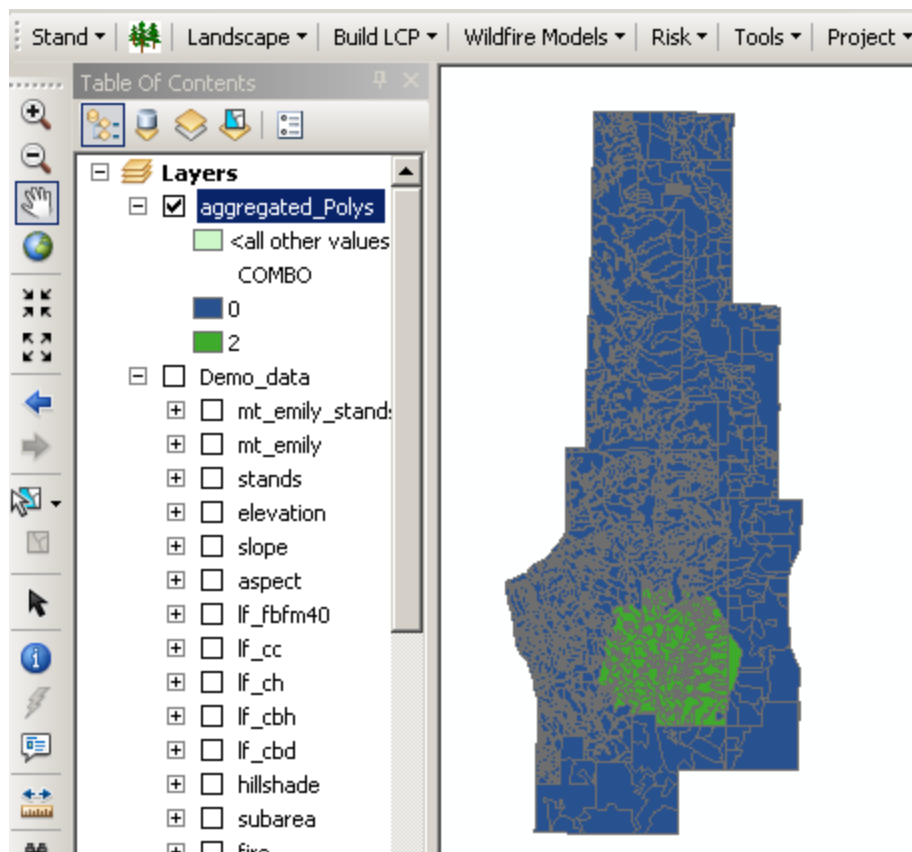 Stand Landscape Build LCP Wildfire Models Risk Tools Project
Table Of Contents
Layers
aggregated_Polys
<all other values
COMBO
0
2
Demo_data
mt_emily_stand
mt_emily
stands
elevation
slope
aspect
lf_fbfm40
lf_cc
lf_ch
lf_cbh
lf_cbd
hillshade
subarea
fire